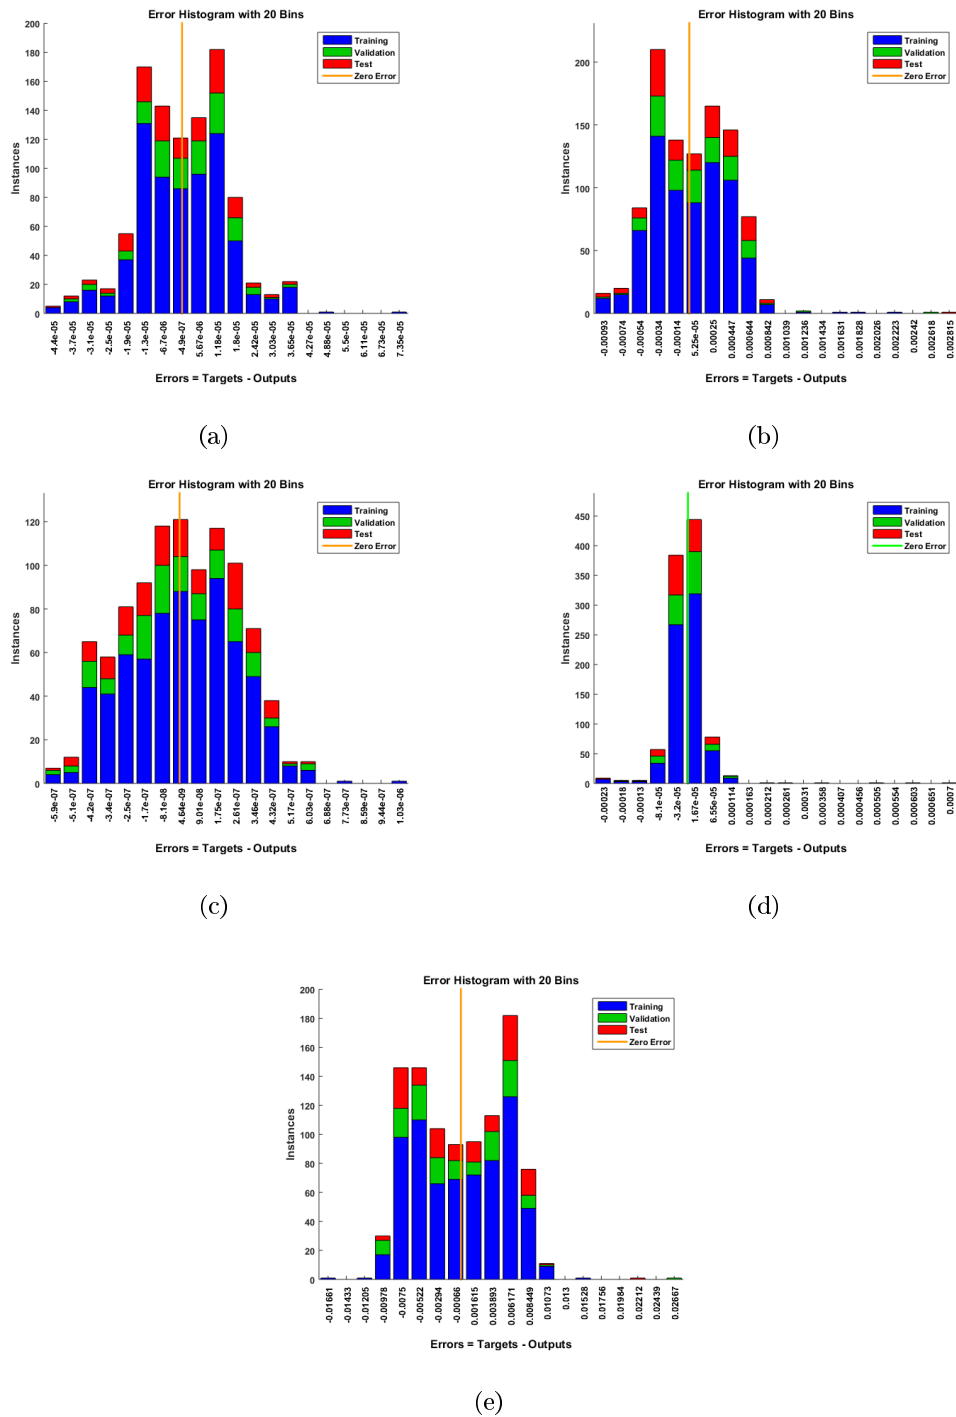 Error Histogram with 20 Bins
200
180
160
140
120
100
80
60
40
20
0
Instances
Training
Validation
Test
Zero Error
-4.4e-05
-3.7e-05
-3.1e-05
-2.5e-05
-1.9e-05
-1.3e-05
-6.7e-06
-4.9e-07
5.67e-06
1.18e-05
1.8e-05
2.42e-05
3.03e-05
3.65e-05
4.27e-05
4.88e-05
5.5e-05
6.11e-05
6.73e-05
7.35e-05
Errors = Targets - Outputs
(a)
Error Histogram with 20 Bins
200
150
100
50
0
Instances
Training
Validation
Test
Zero Error
-0.00093
-0.00074
-0.00054
-0.00034
-0.00014
5.25e-05
0.00025
0.000447
0.000644
0.000842
0.001039
0.001236
0.001434
0.001631
0.001828
0.002026
0.002223
0.00242
0.002618
0.002815
Errors = Targets - Outputs
(b)
Error Histogram with 20 Bins
120
100
80
60
40
20
0
Instances
Training
Validation
Test
Zero Error
-5.9e-07
-5.1e-07
-4.2e-07
-3.4e-07
-2.5e-07
-1.7e-07
-8.1e-08
4.64e-09
9.01e-08
1.75e-07
2.61e-07
3.46e-07
4.32e-07
5.17e-07
6.03e-07
6.88e-07
7.73e-07
8.59e-07
9.44e-07
1.03e-06
Errors = Targets - Outputs
(c)
Error Histogram with 20 Bins
450
400
350
300
250
200
150
100
50
0
Instances
Training
Validation
Test
Zero Error
-0.00023
-0.00018
-0.00013
-8.1e-05
-3.2e-05
1.67e-05
6.55e-05
0.000114
0.000163
0.000212
0.000261
0.00031
0.000358
0.000407
0.000456
0.000505
0.000554
0.000603
0.000651
0.0007
Errors = Targets - Outputs
(d)
Error Histogram with 20 Bins
200
180
160
140
120
100
80
60
40
20
0
Instances
Training
Validation
Test
Zero Error
-0.01661
-0.01433
-0.01205
-0.00978
-0.0075
-0.00522
-0.00294
-0.00066
0.001615
0.003893
0.006171
0.008449
0.01073
0.013
0.01528
0.01756
0.01984
0.02212
0.02439
0.02667
Errors = Targets - Outputs
(e)